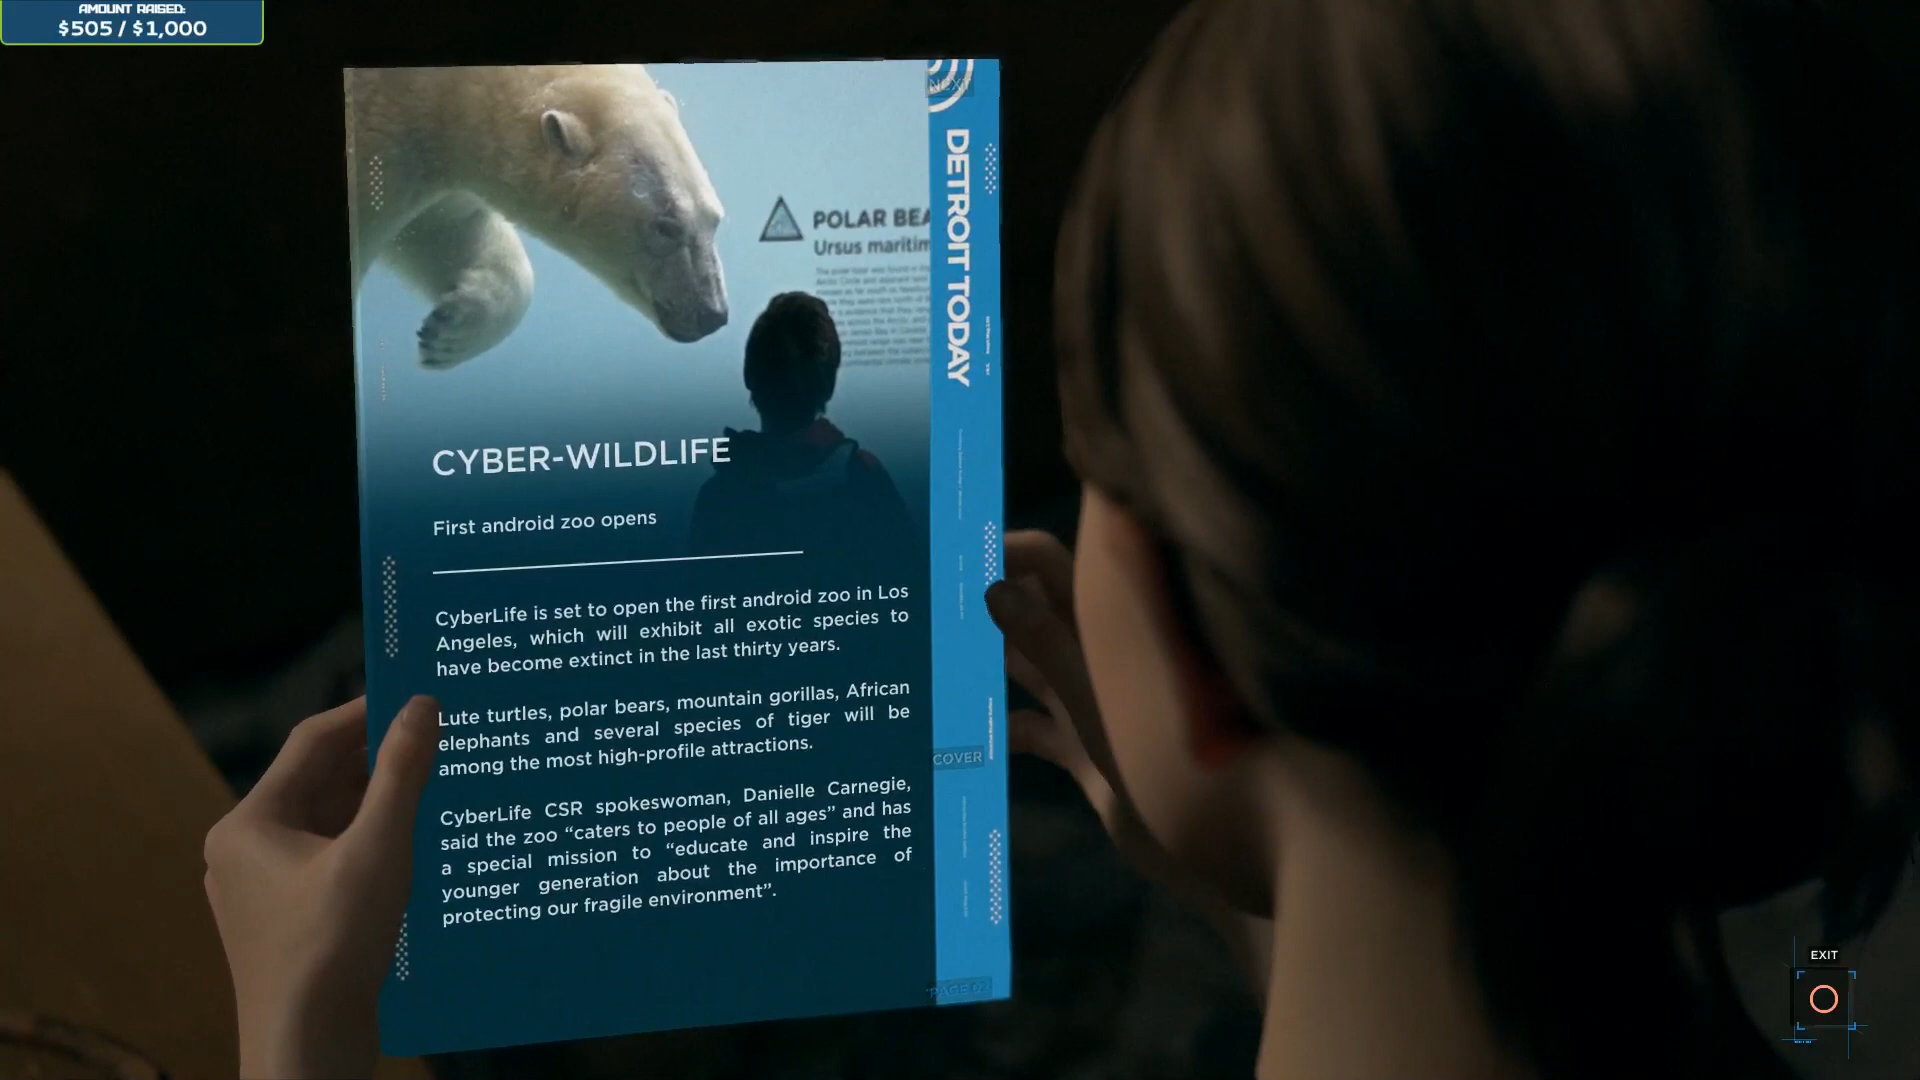 AMOUNT RAISED:
$505 / $1,000
NEXT
DETROIT TODAY
POLAR
Ursus
CYBER-WILDLIFE
First android zoo opens
CyberLife is set to open the first android zoo in Los
Angeles, which will exhibit all exotic species to
have become extinct in the last thirty years.
Lute turtles, polar bears, mountain gorillas, African
elephants and several species of tiger will be
among the most high-profile attractions.
CyberLife CSR spokeswoman, Danielle Carnegie,
said the zoo “caters to people of all ages” and has
a special mission to “educate and inspire the
younger generation about the importance of
protecting our fragile environment”.
COVER
PAGE 02
EXIT